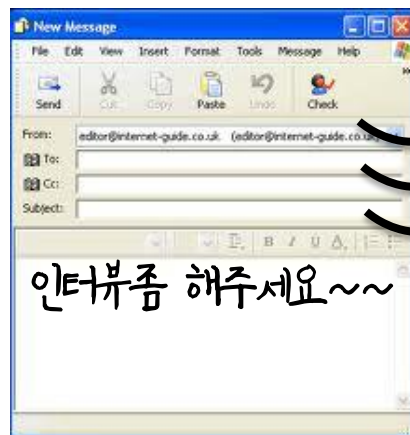 New Message
File Edit View Insert Format Tools Message Help
Send Cut Copy Paste Undo Check
From: editor@internet-guide.co.uk (editor@internet-guide.co.uk)
To:
Cc:
Subject:
B I U A
인터뷰좀 해주세요~~